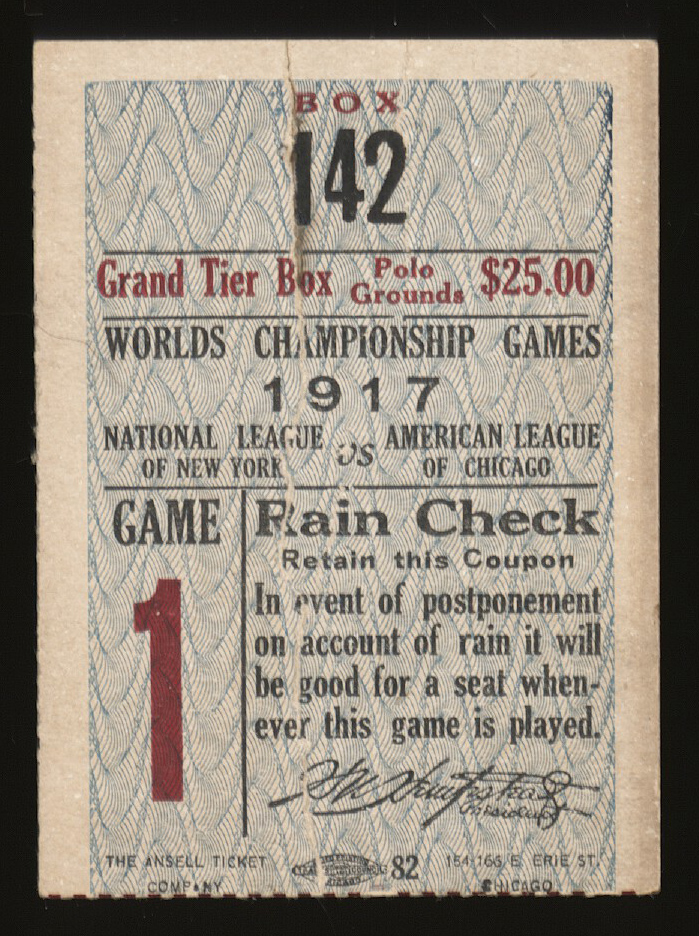 BOX
142
Grand Tier Box Polo Grounds $25.00
WORLDS CHAMPIONSHIP GAMES
1917
NATIONAL LEAGUE OF NEW YORK vs AMERICAN LEAGUE OF CHICAGO
GAME
1
Rain Check
Retain this Coupon
In event of postponement
on account of rain it will
be good for a seat when-
ever this game is played.
President
THE ANSELL TICKET COMPANY
82
154-166 E. ERIE ST. CHICAGO